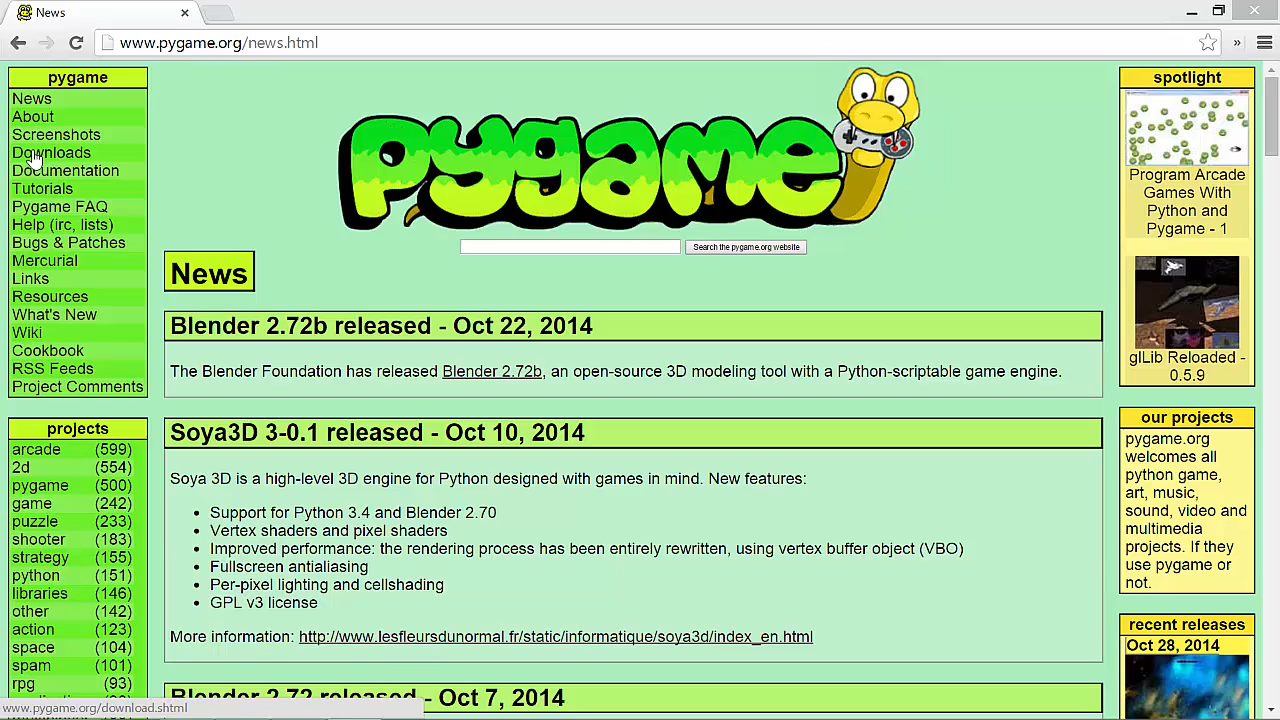 News
www.pygame.org/news.html
pygame
News
About
Screenshots
Downloads
Documentation
Tutorials
Pygame FAQ
Help (irc, lists)
Bugs & Patches
Mercurial
Links
Resources
What's New
Wiki
Cookbook
RSS Feeds
Project Comments
projects
arcade (599)
2d (554)
pygame (500)
game (242)
puzzle (233)
shooter (183)
strategy (155)
python (151)
libraries (146)
other (142)
action (123)
space (104)
spam (101)
rpg (93)
www.pygame.org/download.shtml
pygame
Search the pygame.org website
News
Blender 2.72b released - Oct 22, 2014
The Blender Foundation has released Blender 2.72b, an open-source 3D modeling tool with a Python-scriptable game engine.
Soya3D 3-0.1 released - Oct 10, 2014
Soya 3D is a high-level 3D engine for Python designed with games in mind. New features:
Support for Python 3.4 and Blender 2.70
Vertex shaders and pixel shaders
Improved performance: the rendering process has been entirely rewritten, using vertex buffer object (VBO)
Fullscreen antialiasing
Per-pixel lighting and cellshading
GPL v3 license
More information: http://www.lesfleursdunormal.fr/static/informatique/soya3d/index_en.html
Blender 2.72 released - Oct 7, 2014
spotlight
Program Arcade
Games With
Python and
Pygame - 1
glLib Reloaded -
0.5.9
our projects
pygame.org
welcomes all
python game,
art, music,
sound, video and
multimedia
projects. If they
use pygame or
not.
recent releases
Oct 28, 2014